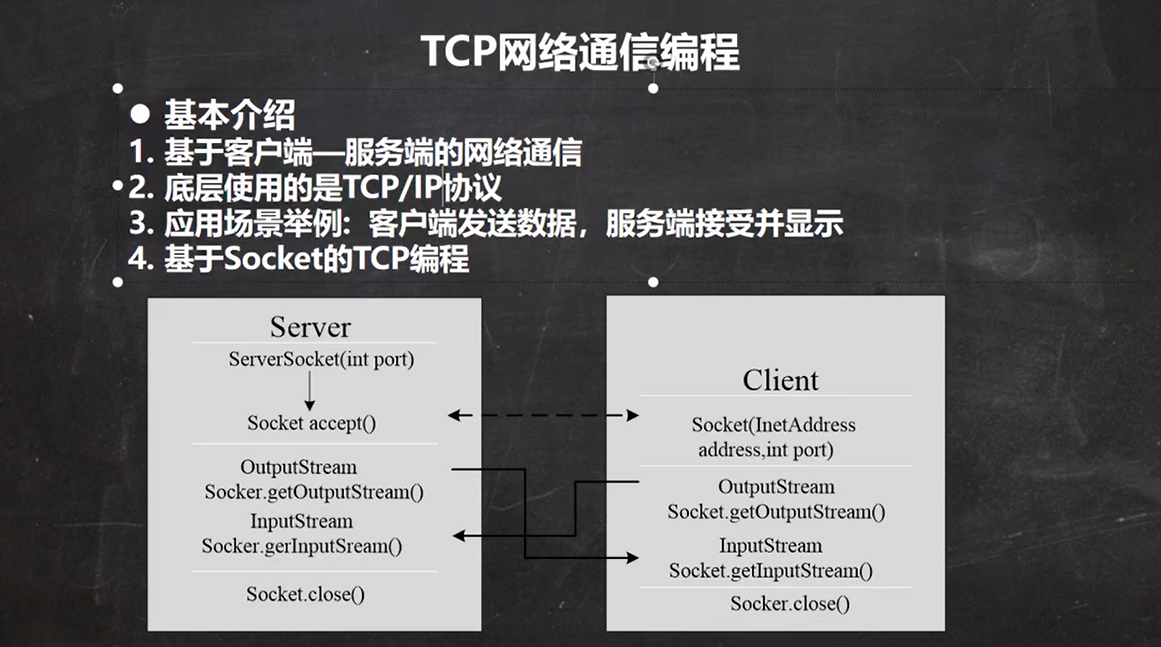 TCP网络通信编程
● 基本介绍
1. 基于客户端—服务端的网络通信
2. 底层使用的是TCP/IP协议
3. 应用场景举例：客户端发送数据，服务端接受并显示
4. 基于Socket的TCP编程
Server
ServerSocket(int port)
Socket accept()
OutputStream
Socker.getOutputStream()
InputStream
Socker.gerInputSream()
Socket.close()
Client
Socket(InetAddress
address,int port)
OutputStream
Socket.getOutputStream()
InputStream
Socket.getInputStream()
Socker.close()